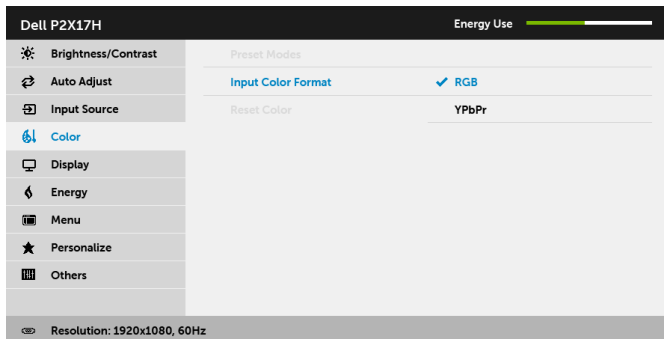 Dell P2X17H Energy Use
Brightness/Contrast Preset Modes
Auto Adjust Input Color Format RGB
Input Source Reset Color YPbPr
Color
Display
Energy
Menu
Personalize
Others
Resolution: 1920x1080, 60Hz